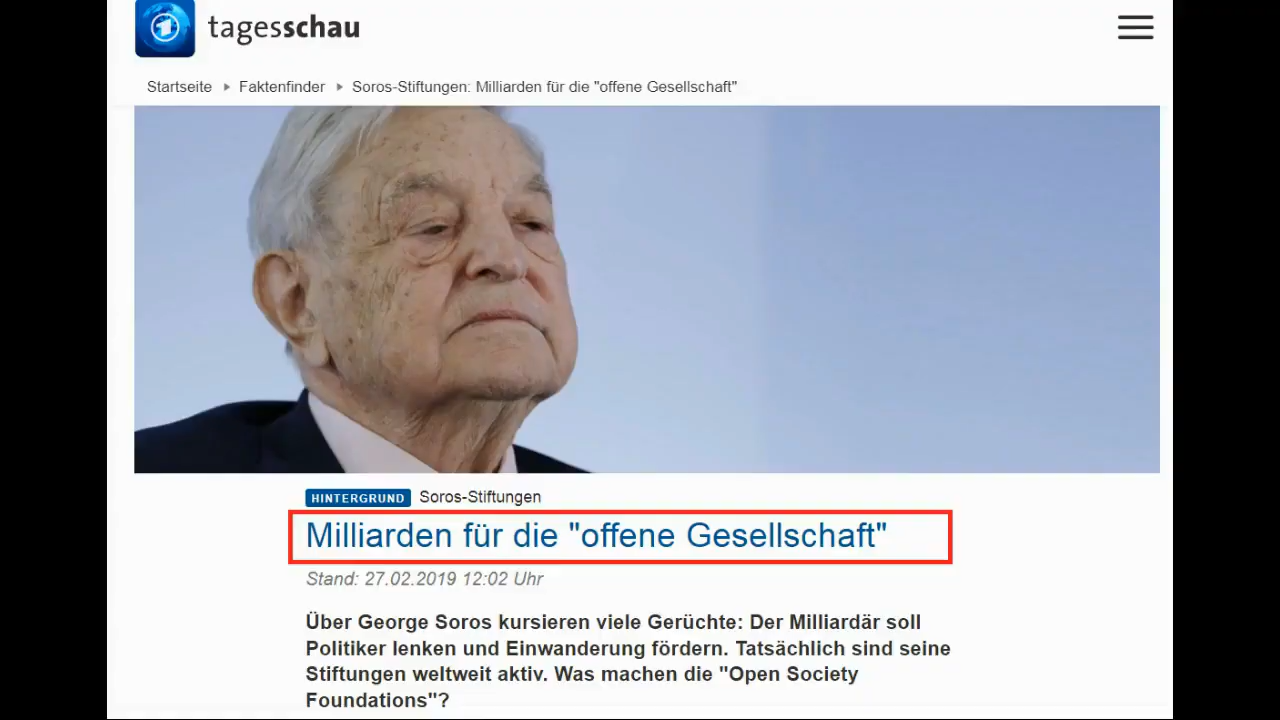 tagesschau
Startseite ▸ Faktenfinder ▸ Soros-Stiftungen: Milliarden für die "offene Gesellschaft"
HINTERGRUND Soros-Stiftungen
Milliarden für die "offene Gesellschaft"
Stand: 27.02.2019 12:02 Uhr
Über George Soros kursieren viele Gerüchte: Der Milliardär soll
Politiker lenken und Einwanderung fördern. Tatsächlich sind seine
Stiftungen weltweit aktiv. Was machen die "Open Society
Foundations"?